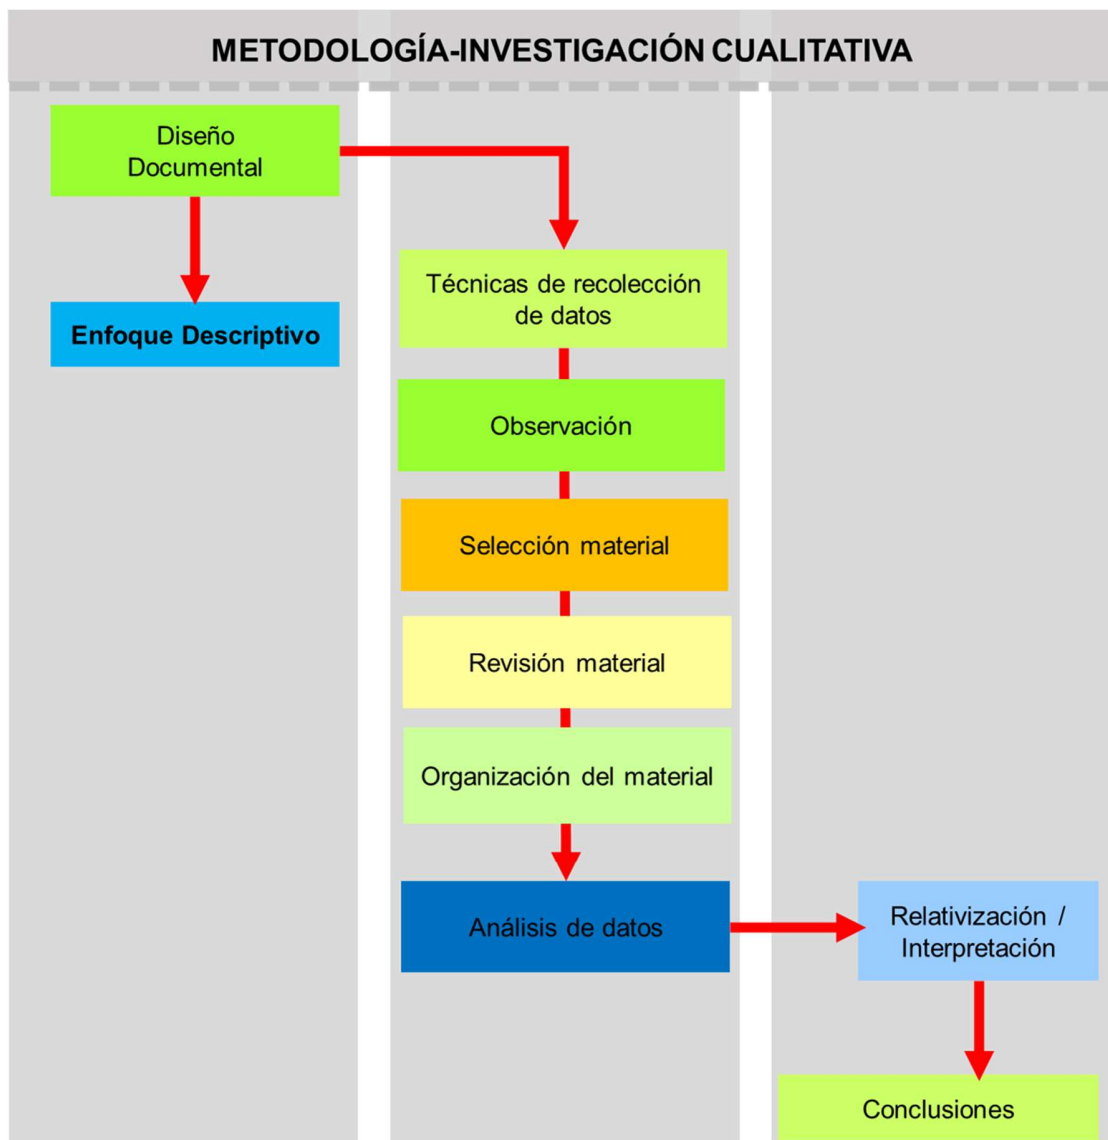 METODOLOGÍA-INVESTIGACIÓN CUALITATIVA
Diseño
Documental
Enfoque Descriptivo
Técnicas de recolección
de datos
Observación
Selección material
Revisión material
Organización del material
Análisis de datos
Relativización /
Interpretación
Conclusiones